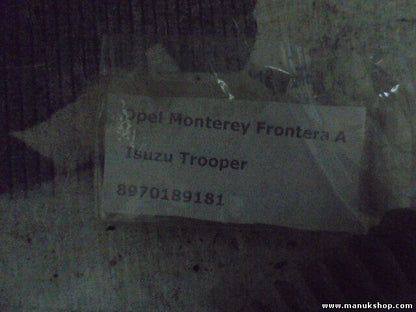 Opel Monterey Frontera A
Isuzu Trooper
8970189181
www.manukshop.com